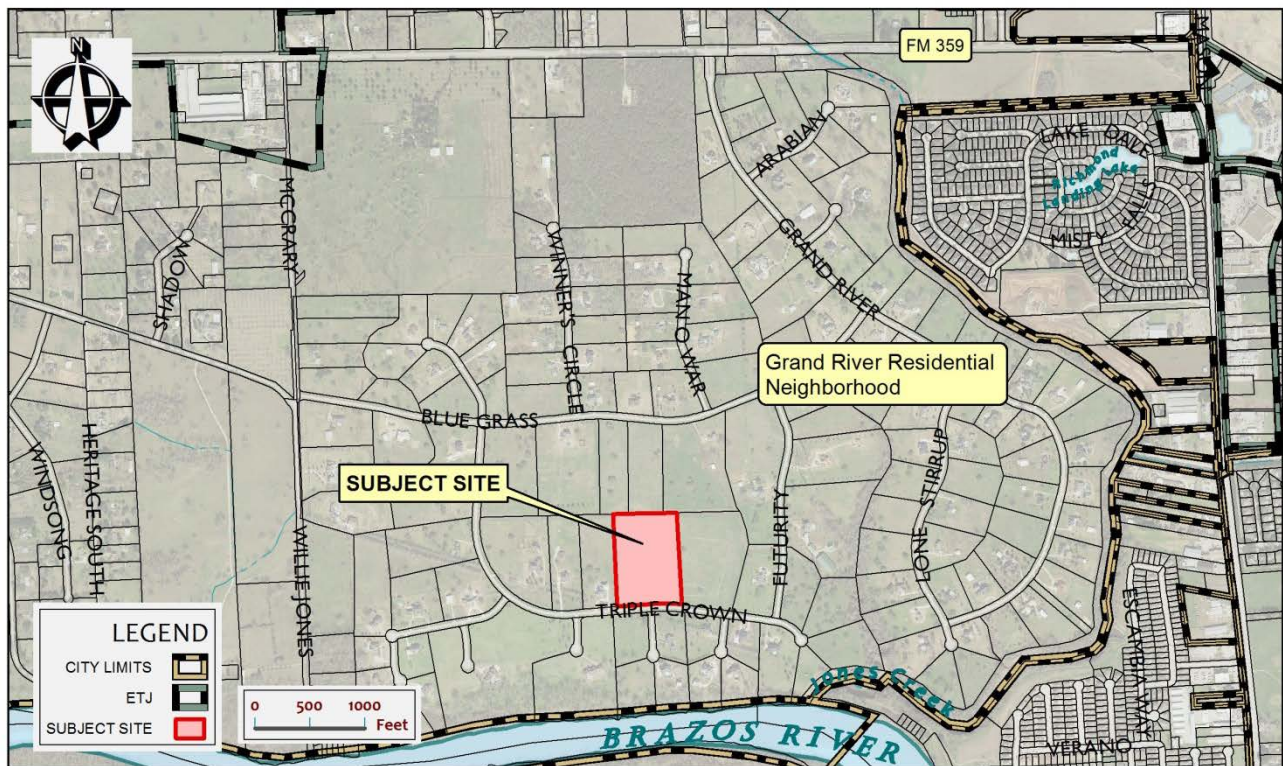 N
FM 359
LAKE DALE
Richmond
Landing Lake
MISTY
ARABIAN
MCCRARY
SHADOW
GRAND RIVER
WINNER'S CIRCLE
MAN O WAR
Grand River Residential
Neighborhood
BLUE GRASS
WINDSONG
HERITAGE SOUTH
SUBJECT SITE
LONE STIRRUP
FUTURITY
WILLIE JONES
TRIPLE CROWN
ESCAMBIA WAY
LEGEND
CITY LIMITS
ETJ
SUBJECT SITE
0 500 1000
Feet
Jones Creek
BRAZOS RIVER
VERANO